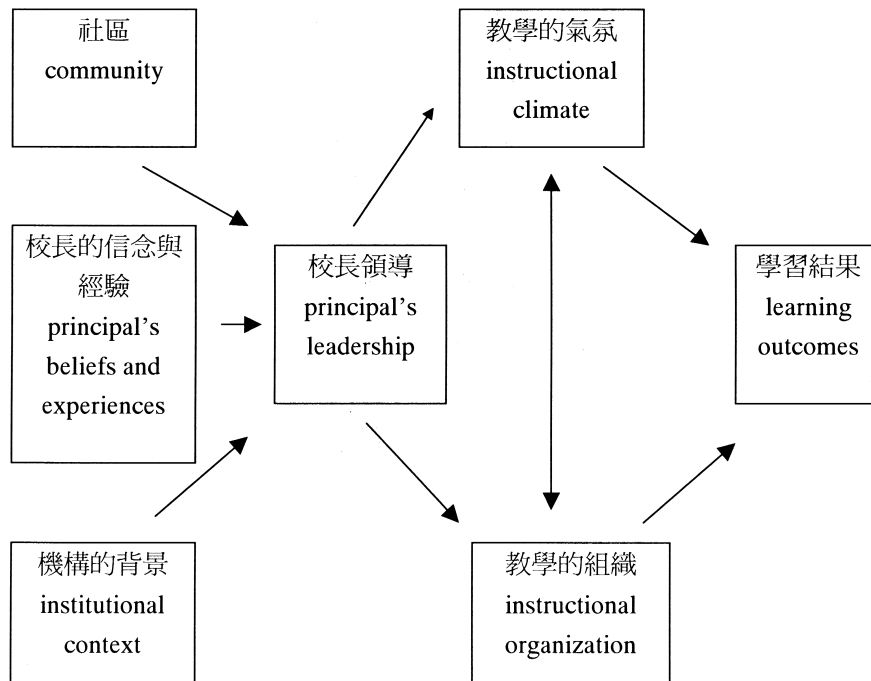 社區
community
校長的信念與
經驗
principal's
beliefs and
experiences
機構的背景
institutional
context
校長領導
principal's
leadership
教學的氣氛
instructional
climate
教學的組織
instructional
organization
學習結果
learning
outcomes